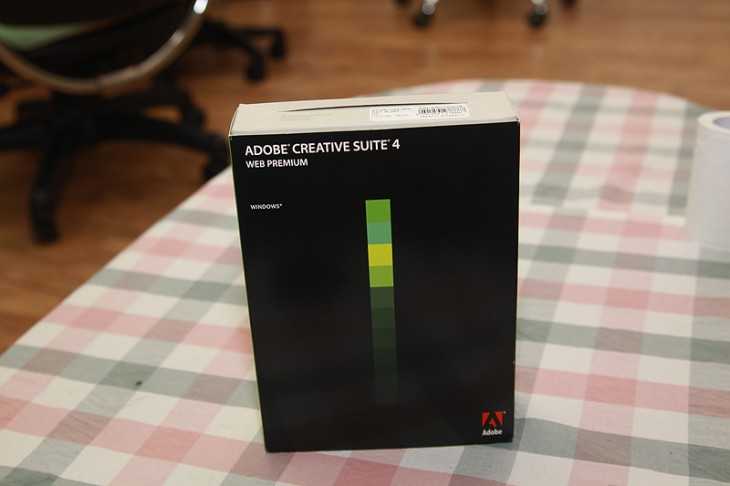 ADOBE® CREATIVE SUITE® 4
WEB PREMIUM
WINDOWS®
Adobe